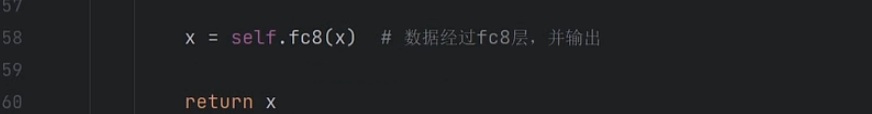 57
58 x = self.fc8(x)  # 数据经过fc8层，并输出
59
60 return x